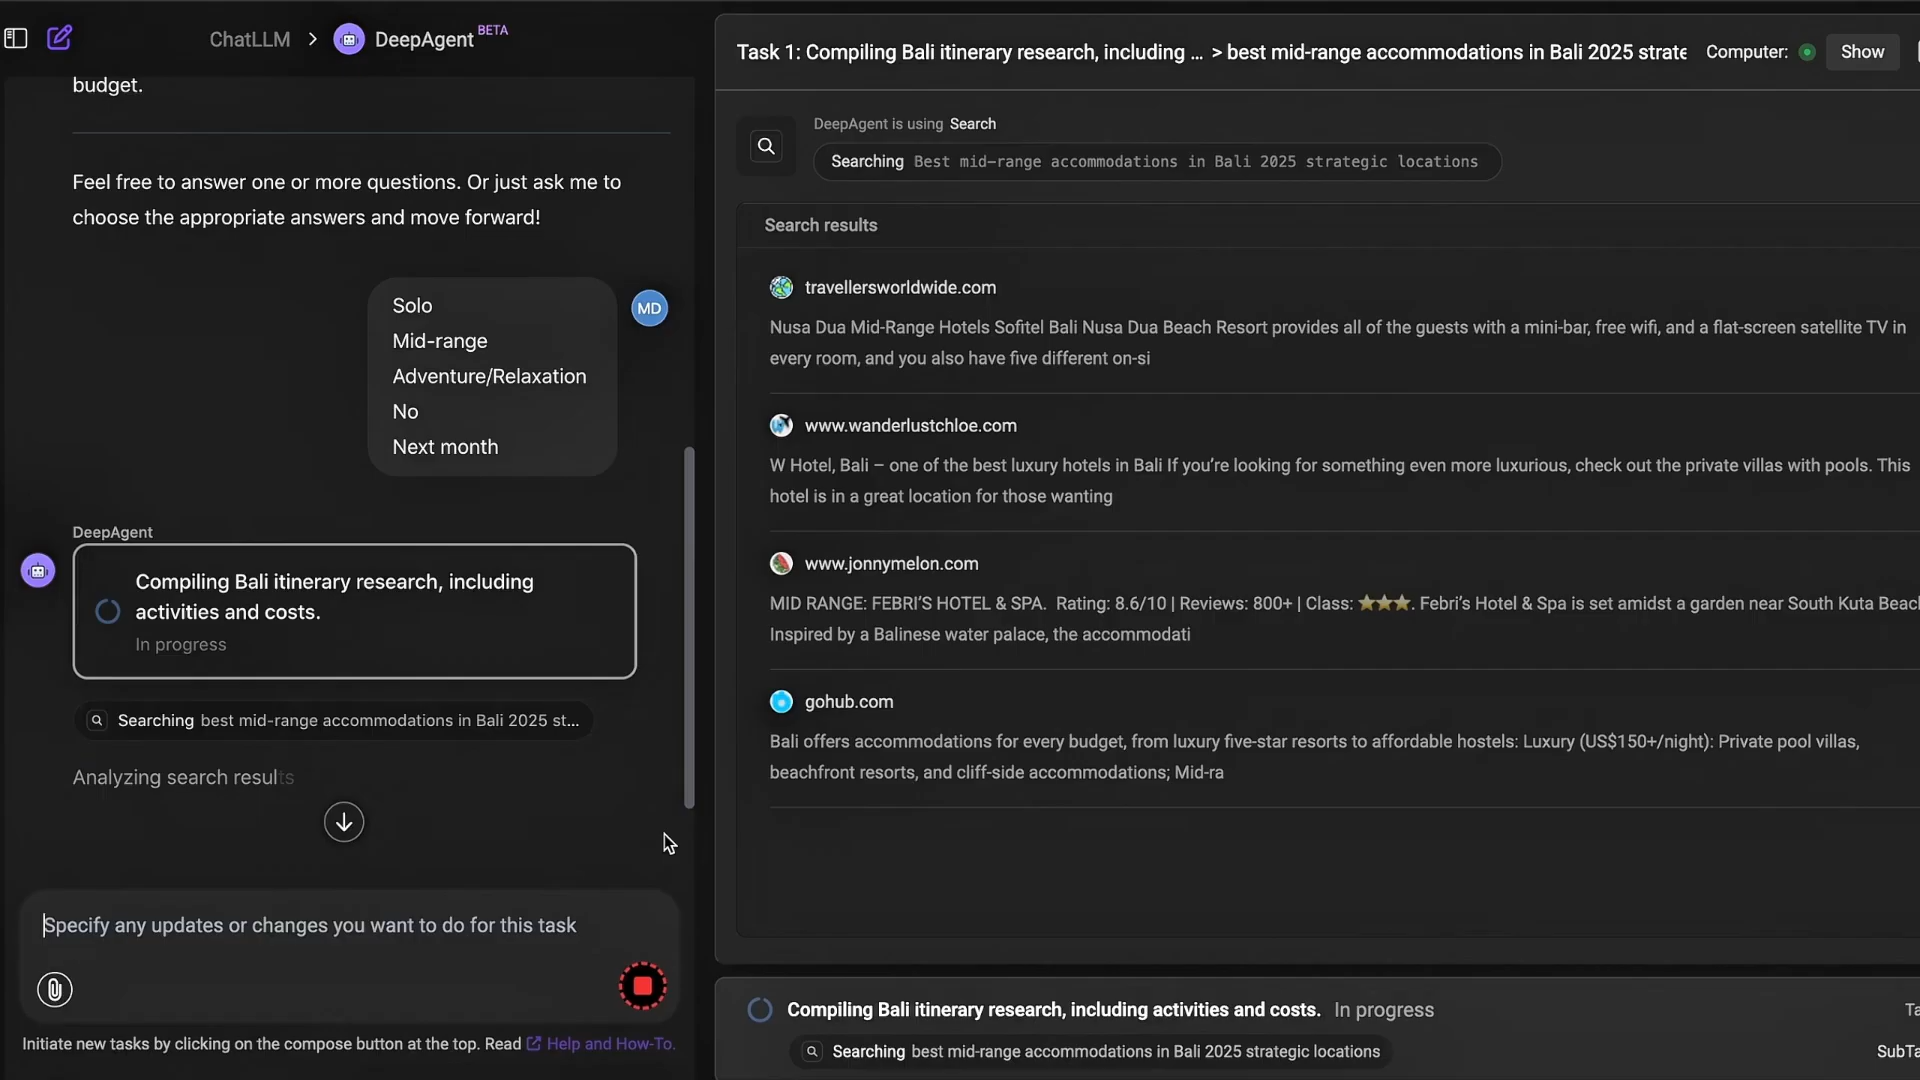 ChatLLM > DeepAgent BETA
budget.
Feel free to answer one or more questions. Or just ask me to
choose the appropriate answers and move forward!
Solo
Mid-range
Adventure/Relaxation
No
Next month
MD
DeepAgent
Compiling Bali itinerary research, including
activities and costs.
In progress
Searching best mid-range accommodations in Bali 2025 st...
Analyzing search results
Specify any updates or changes you want to do for this task
Initiate new tasks by clicking on the compose button at the top. Read Help and How-To.
Task 1: Compiling Bali itinerary research, including ... > best mid-range accommodations in Bali 2025 strate
Computer: Show
DeepAgent is using Search
Searching Best mid-range accommodations in Bali 2025 strategic locations
Search results
travellersworldwide.com
Nusa Dua Mid-Range Hotels Sofitel Bali Nusa Dua Beach Resort provides all of the guests with a mini-bar, free wifi, and a flat-screen satellite TV in
every room, and you also have five different on-si
www.wanderlustchloe.com
W Hotel, Bali – one of the best luxury hotels in Bali If you're looking for something even more luxurious, check out the private villas with pools. This
hotel is in a great location for those wanting
www.jonnymelon.com
MID RANGE: FEBRI'S HOTEL & SPA. Rating: 8.6/10 | Reviews: 800+ | Class: ⭐⭐⭐. Febri's Hotel & Spa is set amidst a garden near South Kuta Beach
Inspired by a Balinese water palace, the accommodati
gohub.com
Bali offers accommodations for every budget, from luxury five-star resorts to affordable hostels: Luxury (US$150+/night): Private pool villas,
beachfront resorts, and cliff-side accommodations; Mid-ra
Compiling Bali itinerary research, including activities and costs. In progress
Ta
Searching best mid-range accommodations in Bali 2025 strategic locations
SubTa